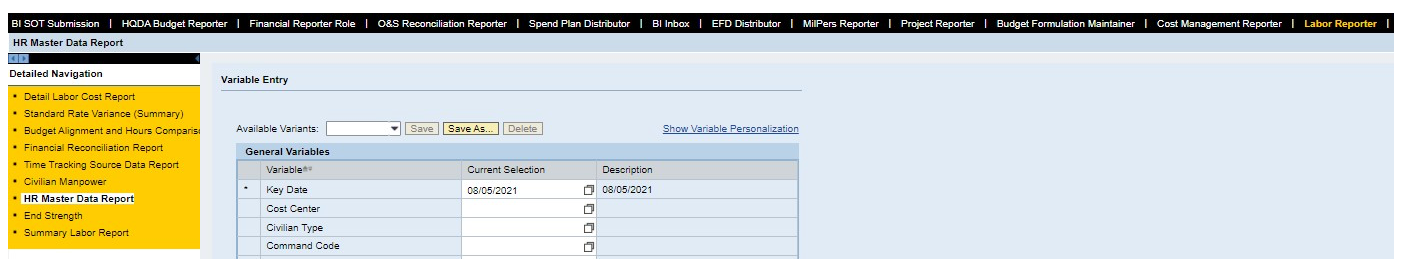 BI SOT Submission | HQDA Budget Reporter | Financial Reporter Role | O&S Reconciliation Reporter | Spend Plan Distributor | BI Inbox | EFD Distributor | MilPers Reporter | Project Reporter | Budget Formulation Maintainer | Cost Management Reporter | Labor Reporter |
HR Master Data Report
Detailed Navigation
• Detail Labor Cost Report
• Standard Rate Variance (Summary)
• Budget Alignment and Hours Comparis
• Financial Reconciliation Report
• Time Tracking Source Data Report
• Civilian Manpower
• HR Master Data Report
• End Strength
• Summary Labor Report
Variable Entry
Available Variants: Save Save As... Delete Show Variable Personalization
General Variables
Variable Current Selection Description
* Key Date 08/05/2021 08/05/2021
Cost Center
Civilian Type
Command Code